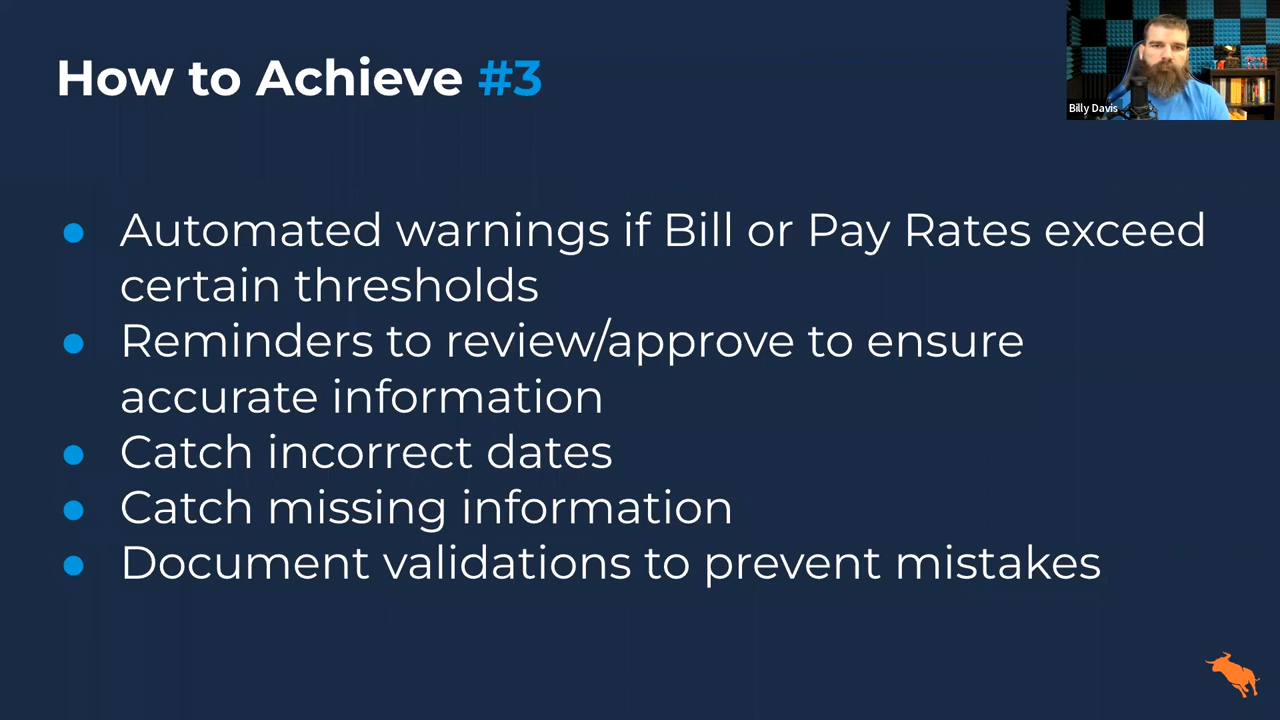 How to Achieve #3
Billy Davis
● Automated warnings if Bill or Pay Rates exceed
certain thresholds
● Reminders to review/approve to ensure
accurate information
● Catch incorrect dates
● Catch missing information
● Document validations to prevent mistakes